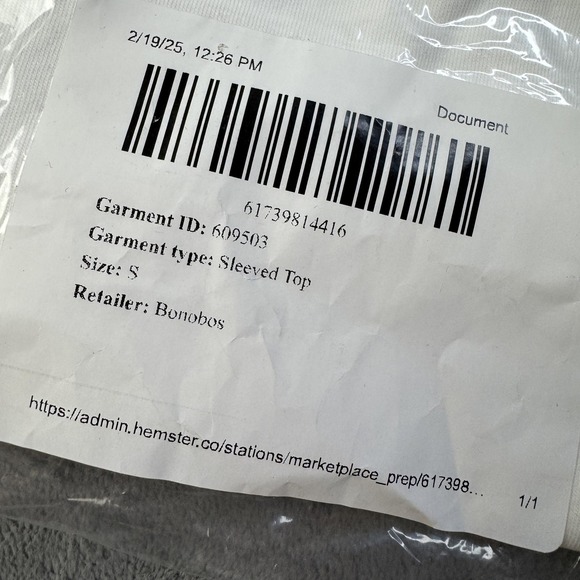 2/19/25, 12:26 PM
Document
61739814416
Garment ID: 609503
Garment type: Sleeved Top
Size: S
Retailer: Bonobos
https://admin.hemster.co/stations/marketplace_prep/617398...
1/1